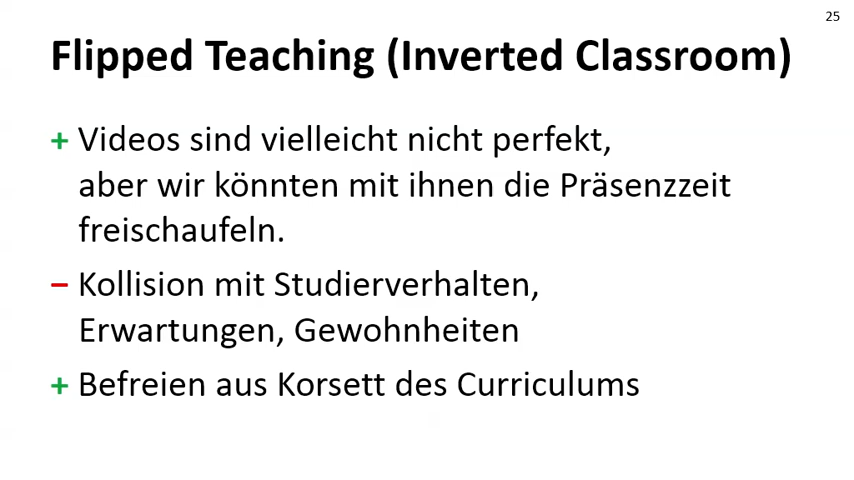 25
Flipped Teaching (Inverted Classroom)
+ Videos sind vielleicht nicht perfekt,
aber wir könnten mit ihnen die Präsenzzeit
freischaufeln.
– Kollision mit Studierverhalten,
Erwartungen, Gewohnheiten
+ Befreien aus Korsett des Curriculums